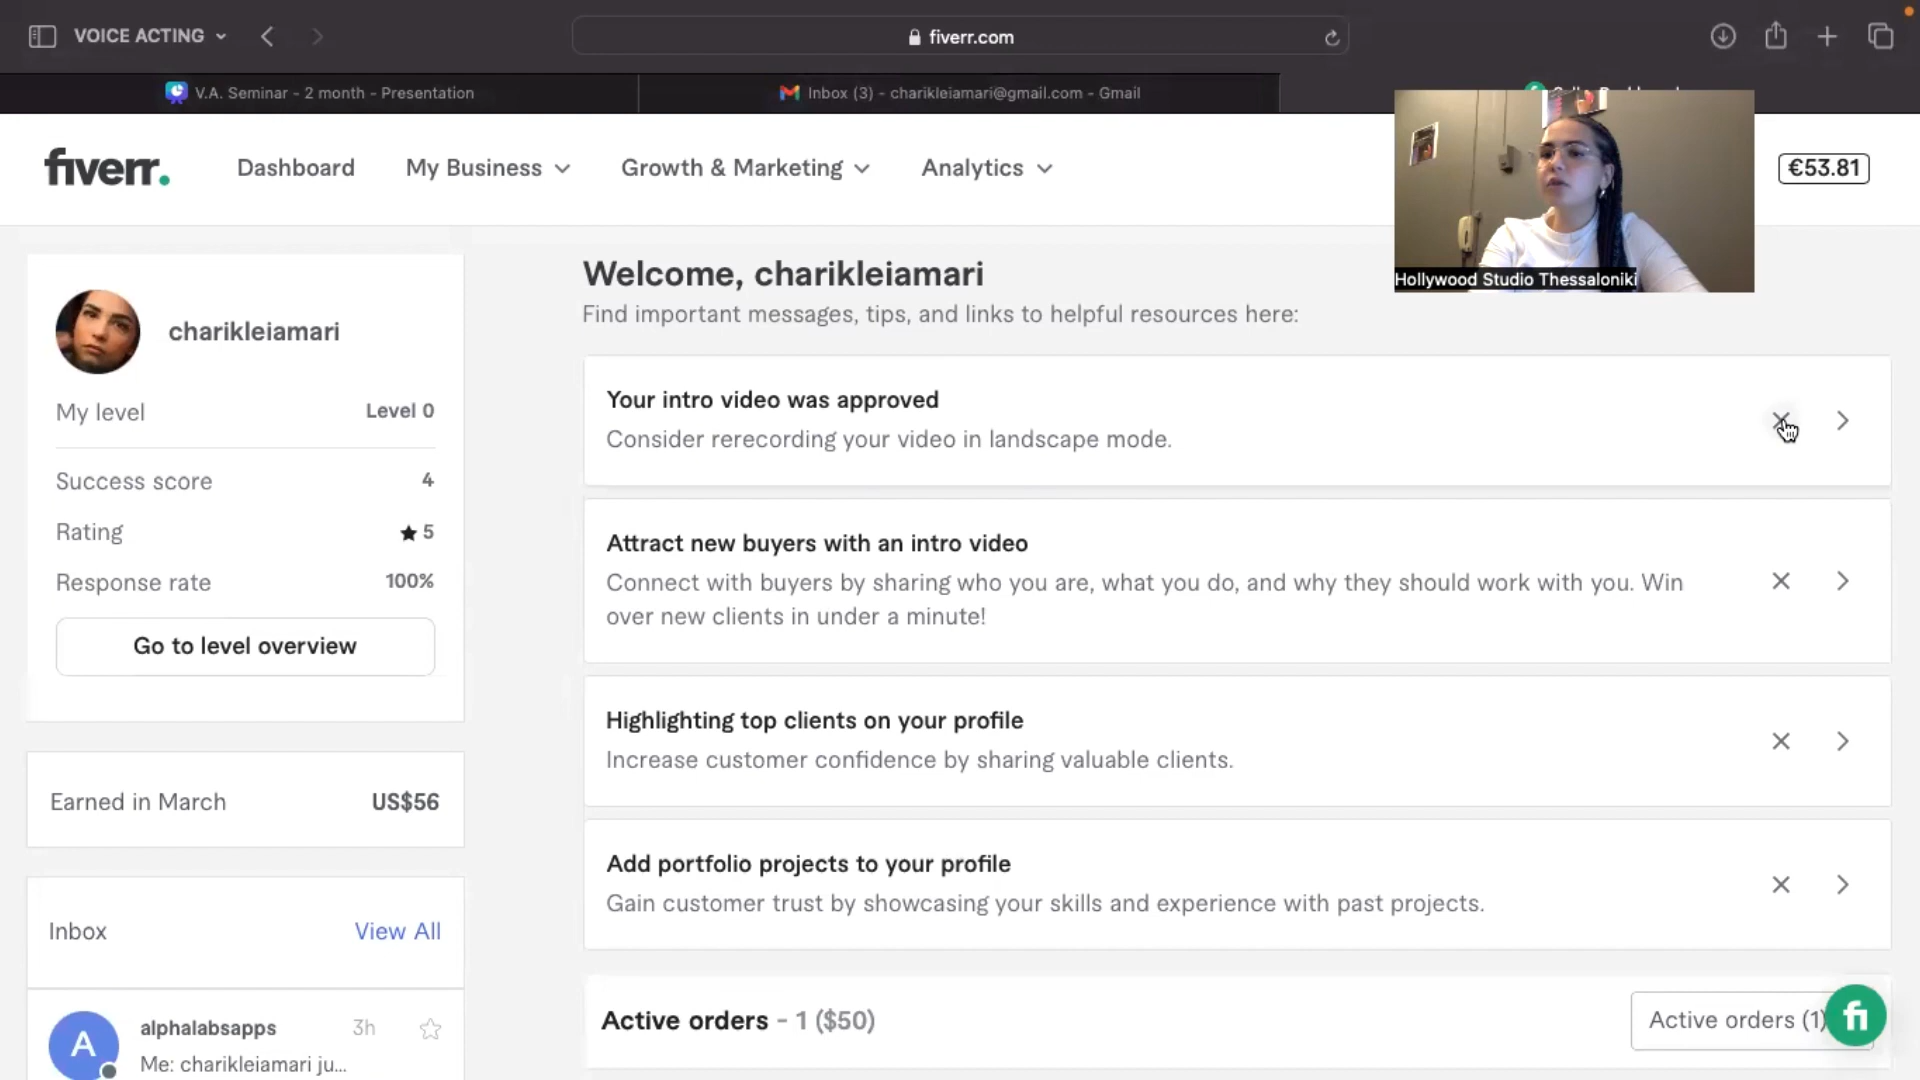 VOICE ACTING
fiverr.com
V.A. Seminar - 2 month - Presentation
Inbox (3) - charikleiamari@gmail.com - Gmail
fiverr.
Dashboard
My Business
Growth & Marketing
Analytics
€53.81
Hollywood Studio Thessaloniki
charikleiamari
My level
Level 0
Success score
4
Rating
★ 5
Response rate
100%
Go to level overview
Earned in March
US$56
Inbox
View All
A
alphalabsapps
3h
Me: charikleiamari ju...
Welcome, charikleiamari
Find important messages, tips, and links to helpful resources here:
Your intro video was approved
Consider rerecording your video in landscape mode.
Attract new buyers with an intro video
Connect with buyers by sharing who you are, what you do, and why they should work with you. Win
over new clients in under a minute!
Highlighting top clients on your profile
Increase customer confidence by sharing valuable clients.
Add portfolio projects to your profile
Gain customer trust by showcasing your skills and experience with past projects.
Active orders - 1 ($50)
Active orders (1)
fi